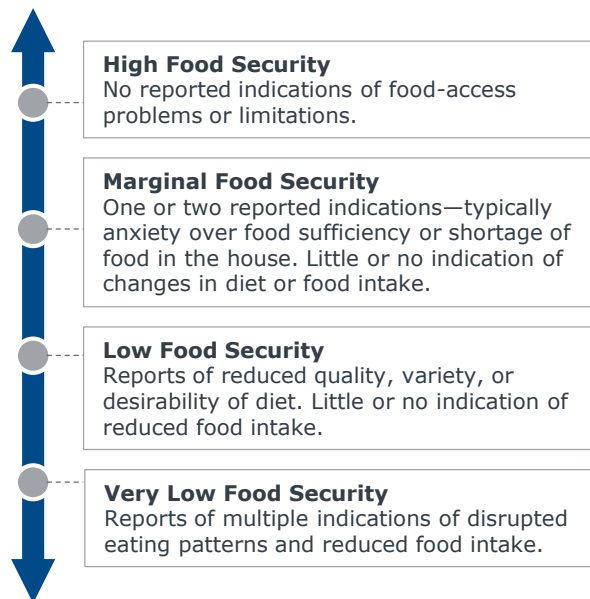 High Food Security
No reported indications of food-access
problems or limitations.
Marginal Food Security
One or two reported indications—typically
anxiety over food sufficiency or shortage of
food in the house. Little or no indication of
changes in diet or food intake.
Low Food Security
Reports of reduced quality, variety, or
desirability of diet. Little or no indication of
reduced food intake.
Very Low Food Security
Reports of multiple indications of disrupted
eating patterns and reduced food intake.